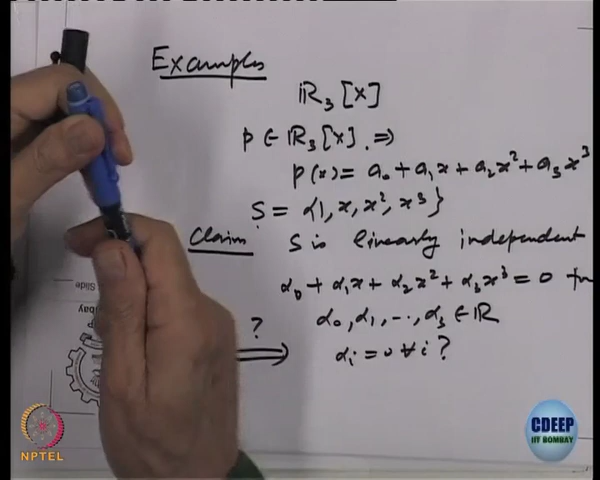 Examples
ℝ₃[x]
p ∈ ℝ₃[x] ⇒
p(x) = a₀ + a₁x + a₂x² + a₃x³
S = {1, x, x², x³}
Claim S is linearly independent
α₀ + α₁x + α₂x² + α₃x³ = 0
α₀, α₁, ..., α₃ ∈ ℝ
? ⟹ αᵢ = 0 ∀ i ?
Slide
NPTEL
CDEEP
IIT BOMBAY